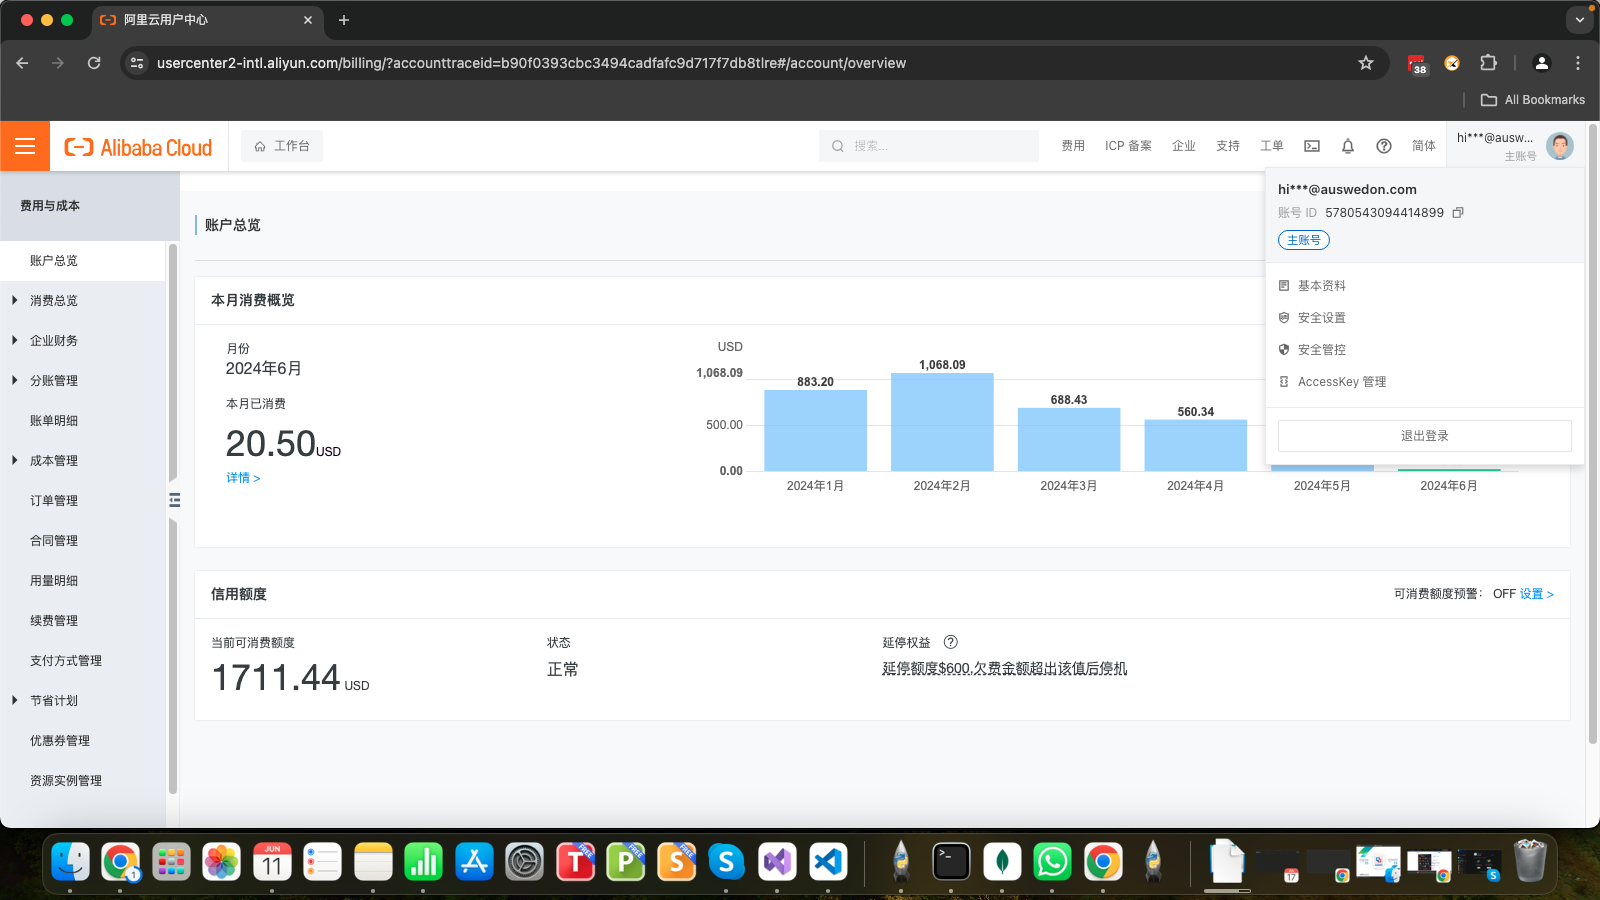 阿里云用户中心
usercenter2-intl.aliyun.com/billing/?accounttraceid=b90f0393cbc3494cadfafc9d717f7db8tlre#/account/overview
38
All Bookmarks
Alibaba Cloud
工作台
搜索...
费用
ICP 备案
企业
支持
工单
简体
hi***@ausw...
主账号
hi***@auswedon.com
账号 ID 5780543094414899
主账号
基本资料
安全设置
安全管控
AccessKey 管理
退出登录
费用与成本
账户总览
消费总览
企业财务
分账管理
账单明细
成本管理
订单管理
合同管理
用量明细
续费管理
支付方式管理
节省计划
优惠券管理
资源实例管理
账户总览
本月消费概览
月份
2024年6月
本月已消费
20.50USD
详情 >
USD
1,068.09
500.00
0.00
883.20
1,068.09
688.43
560.34
2024年1月
2024年2月
2024年3月
2024年4月
2024年5月
2024年6月
信用额度
可消费额度预警： OFF 设置 >
当前可消费额度
1711.44 USD
状态
正常
延停权益
延停额度$600,欠费金额超出该值后停机
1
JUN
11
T
FREE
P
FREE
S
FREE
S
17
S